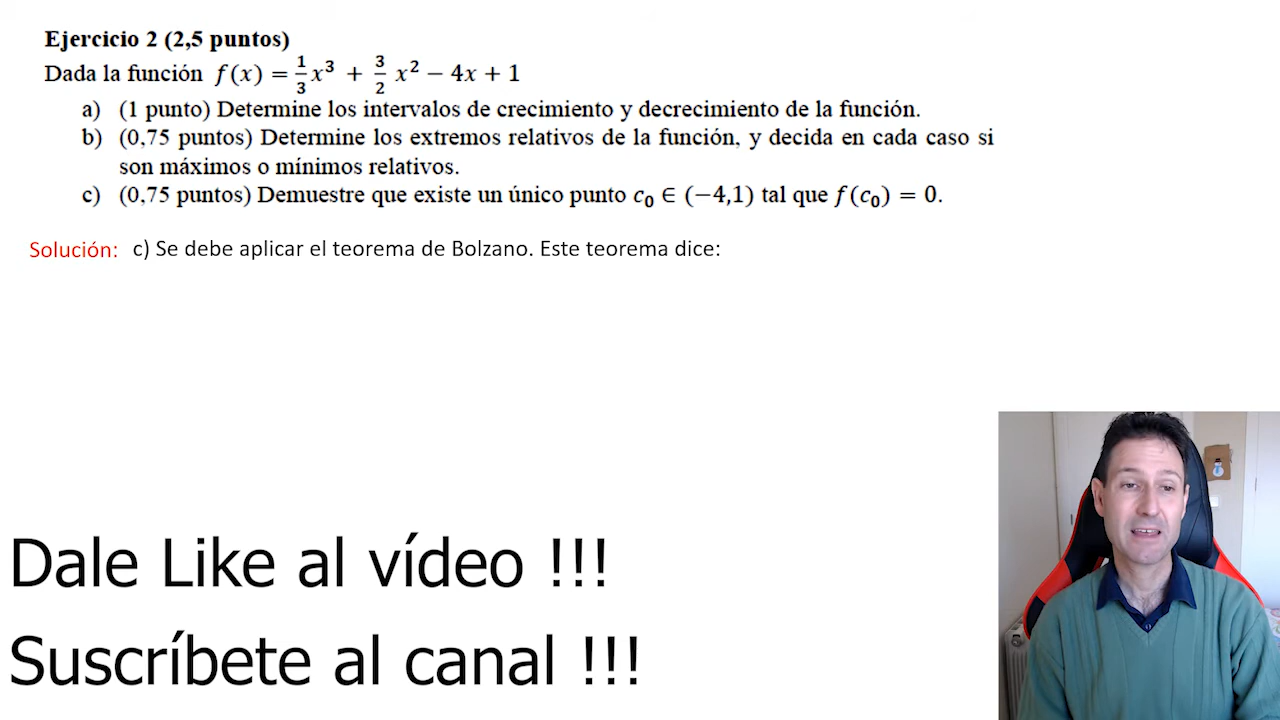 Ejercicio 2 (2,5 puntos)
Dada la función f(x) = 1/3 x³ + 3/2 x² − 4x + 1
a) (1 punto) Determine los intervalos de crecimiento y decrecimiento de la función.
b) (0,75 puntos) Determine los extremos relativos de la función, y decida en cada caso si
son máximos o mínimos relativos.
c) (0,75 puntos) Demuestre que existe un único punto c₀ ∈ (−4,1) tal que f(c₀) = 0.
Solución: c) Se debe aplicar el teorema de Bolzano. Este teorema dice:
Dale Like al vídeo !!!
Suscríbete al canal !!!